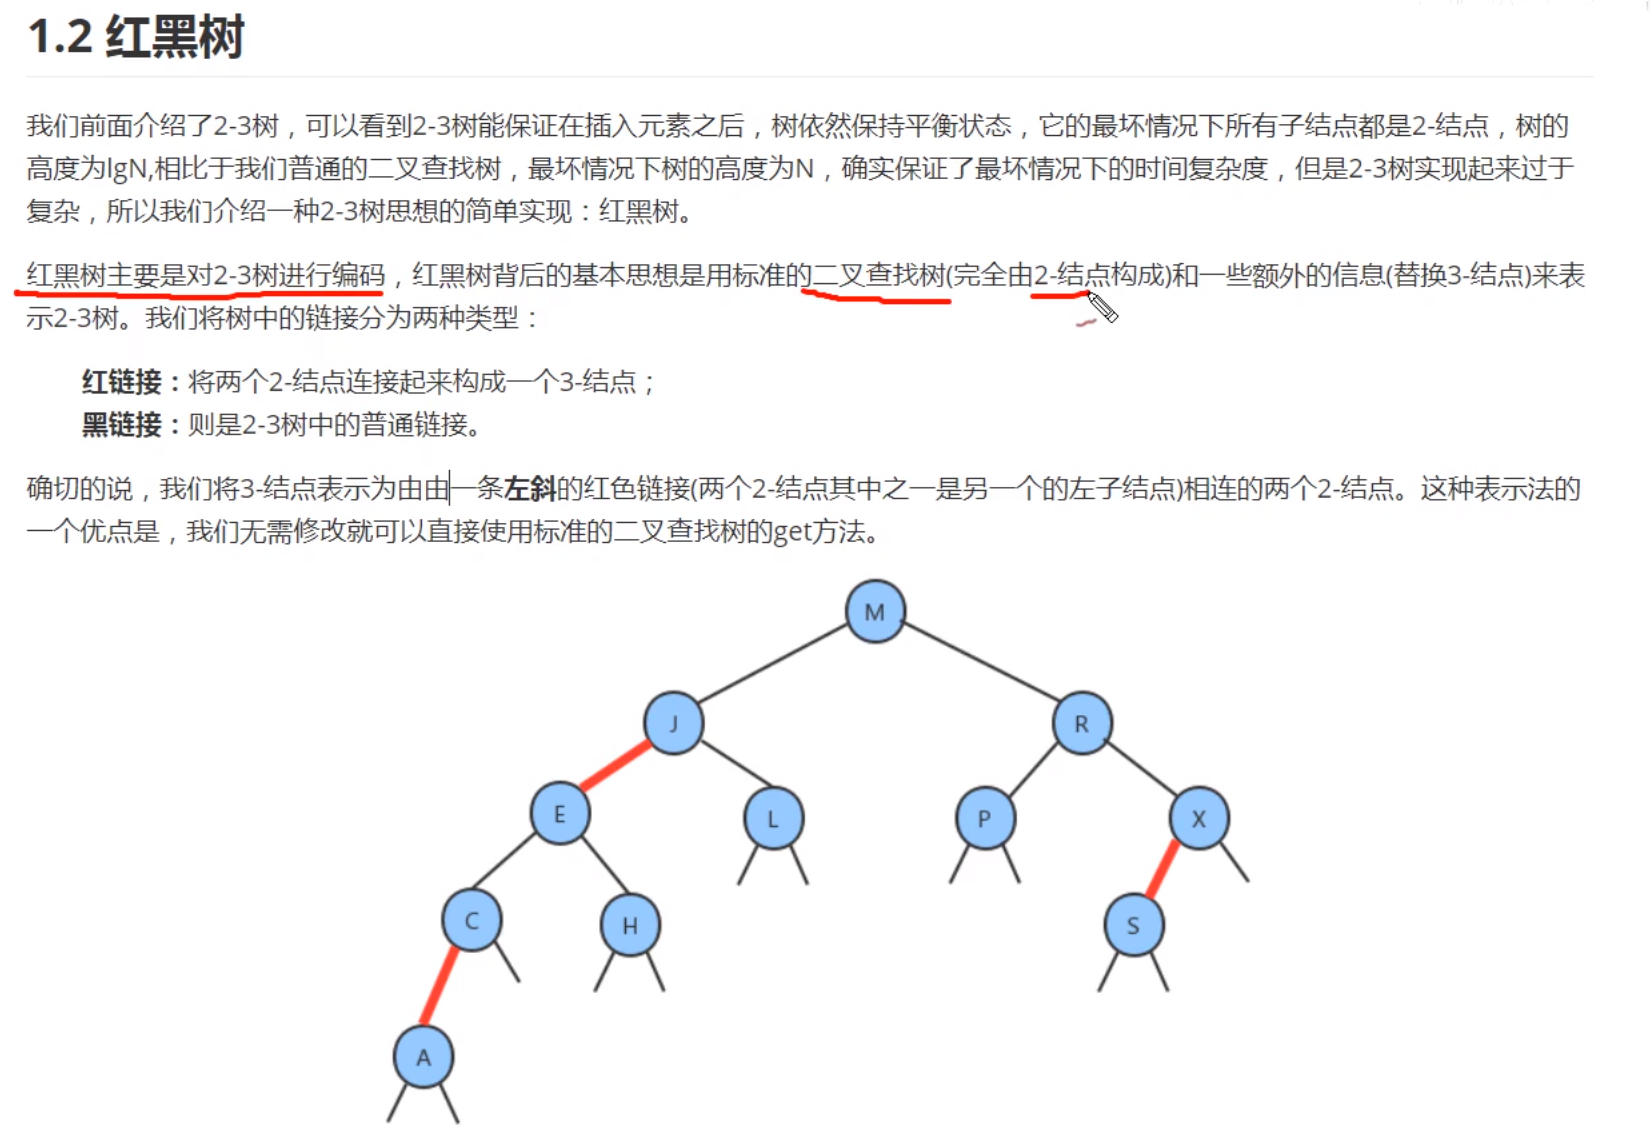 1.2 红黑树
我们前面介绍了2-3树，可以看到2-3树能保证在插入元素之后，树依然保持平衡状态，它的最坏情况下所有子结点都是2-结点，树的
高度为lgN,相比于我们普通的二叉查找树，最坏情况下树的高度为N，确实保证了最坏情况下的时间复杂度，但是2-3树实现起来过于
复杂，所以我们介绍一种2-3树思想的简单实现：红黑树。
红黑树主要是对2-3树进行编码，红黑树背后的基本思想是用标准的二叉查找树(完全由2-结点构成)和一些额外的信息(替换3-结点)来表
示2-3树。我们将树中的链接分为两种类型：
红链接：将两个2-结点连接起来构成一个3-结点；
黑链接：则是2-3树中的普通链接。
确切的说，我们将3-结点表示为由由一条左斜的红色链接(两个2-结点其中之一是另一个的左子结点)相连的两个2-结点。这种表示法的
一个优点是，我们无需修改就可以直接使用标准的二叉查找树的get方法。
M
J
R
E
L
P
X
C
H
S
A